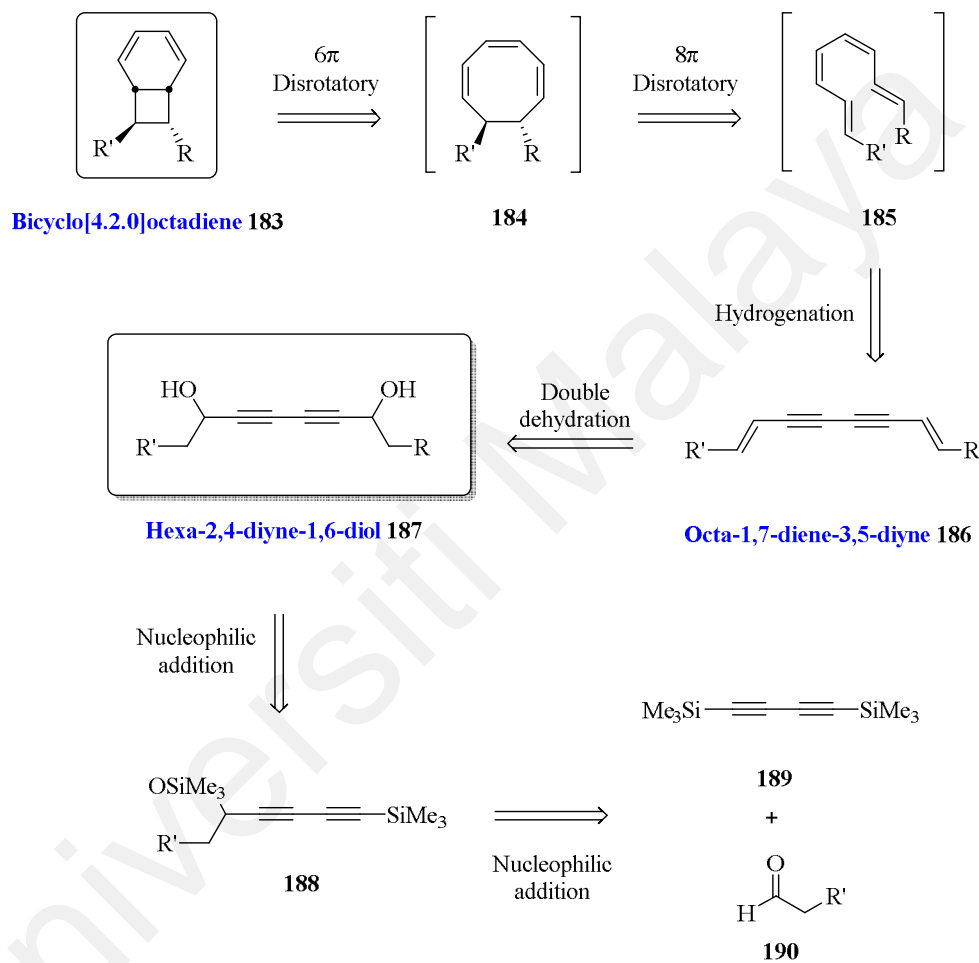 6π
Disrotatory
8π
Disrotatory
R'
R
R'
R
R'
R
Bicyclo[4.2.0]octadiene 183
184
185
Hydrogenation
HO
OH
R'
R
Double
dehydration
R'
R
Hexa-2,4-diyne-1,6-diol 187
Octa-1,7-diene-3,5-diyne 186
Nucleophilic
addition
Me3Si
SiMe3
189
+
OSiMe3
SiMe3
R'
188
Nucleophilic
addition
O
H
R'
190
Universiti Malaya